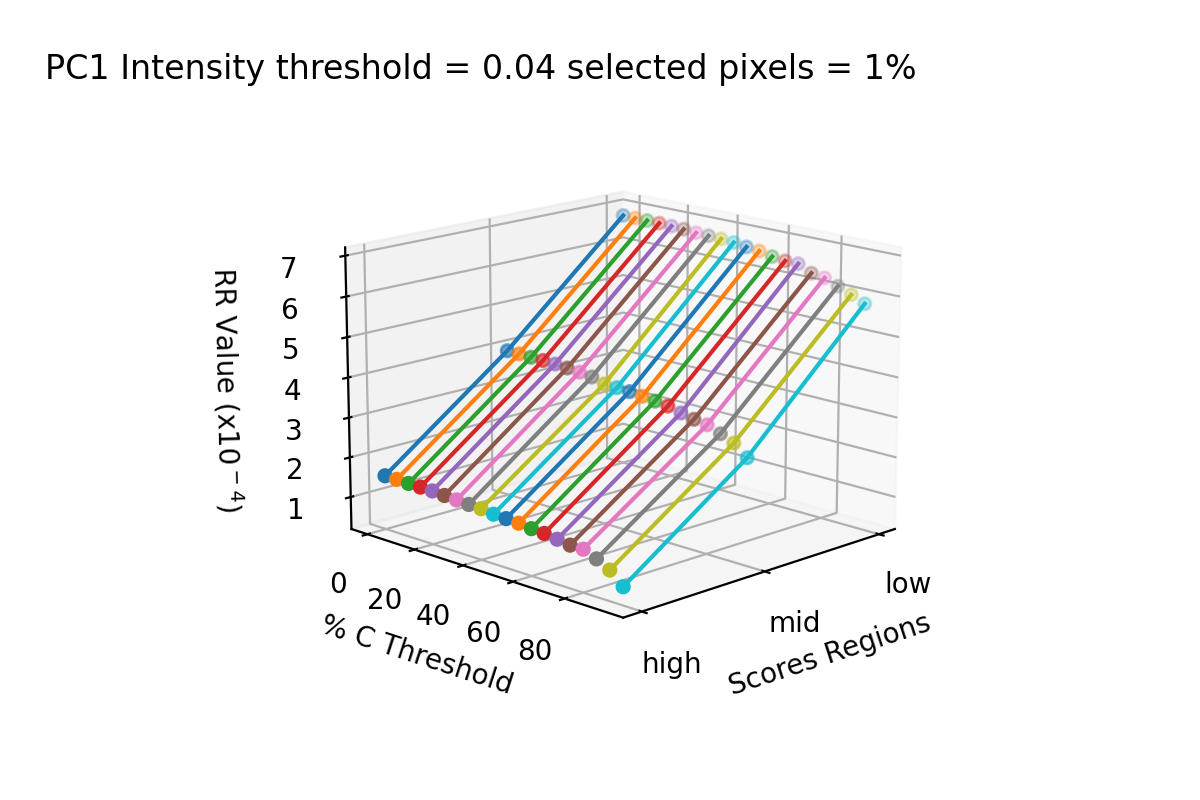 PC1 Intensity threshold = 0.04 selected pixels = 1%
7
6
5
4
3
2
1
RR Value (x10⁻⁴)
0
20
40
60
80
% C Threshold
high
mid
low
Scores Regions